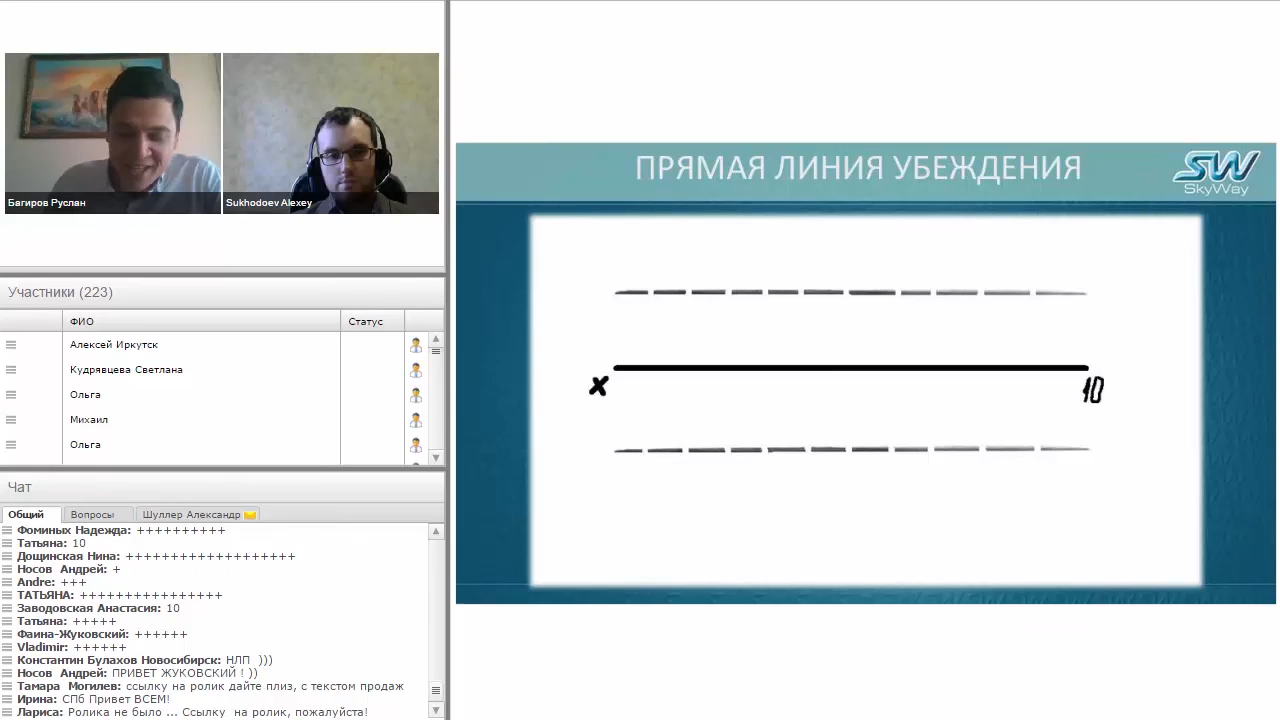 Багиров Руслан
Sukhodoev Alexey
Участники (223)
ФИО Статус
Алексей Иркутск
Кудрявцева Светлана
Ольга
Михаил
Ольга
Чат
Общий Вопросы Шуллер Александр
Фоминых Надежда: ++++++++++
Татьяна: 10
Дощинская Нина: +++++++++++++++++++
Носов Андрей: +
Andre: +++
ТАТЬЯНА: ++++++++++++++++
Заводовская Анастасия: 10
Татьяна: +++++
Фаина-Жуковский: ++++++
Vladimir: ++++++
Константин Булахов Новосибирск: НЛП )))
Носов Андрей: ПРИВЕТ ЖУКОВСКИЙ ! ))
Тамара Могилев: ссылку на ролик дайте плиз, с текстом продаж
Ирина: СПб Привет ВСЕМ!
Лариса: Ролика не было ... Ссылку на ролик, пожалуйста!
ПРЯМАЯ ЛИНИЯ УБЕЖДЕНИЯ
SW
SkyWay
x 10